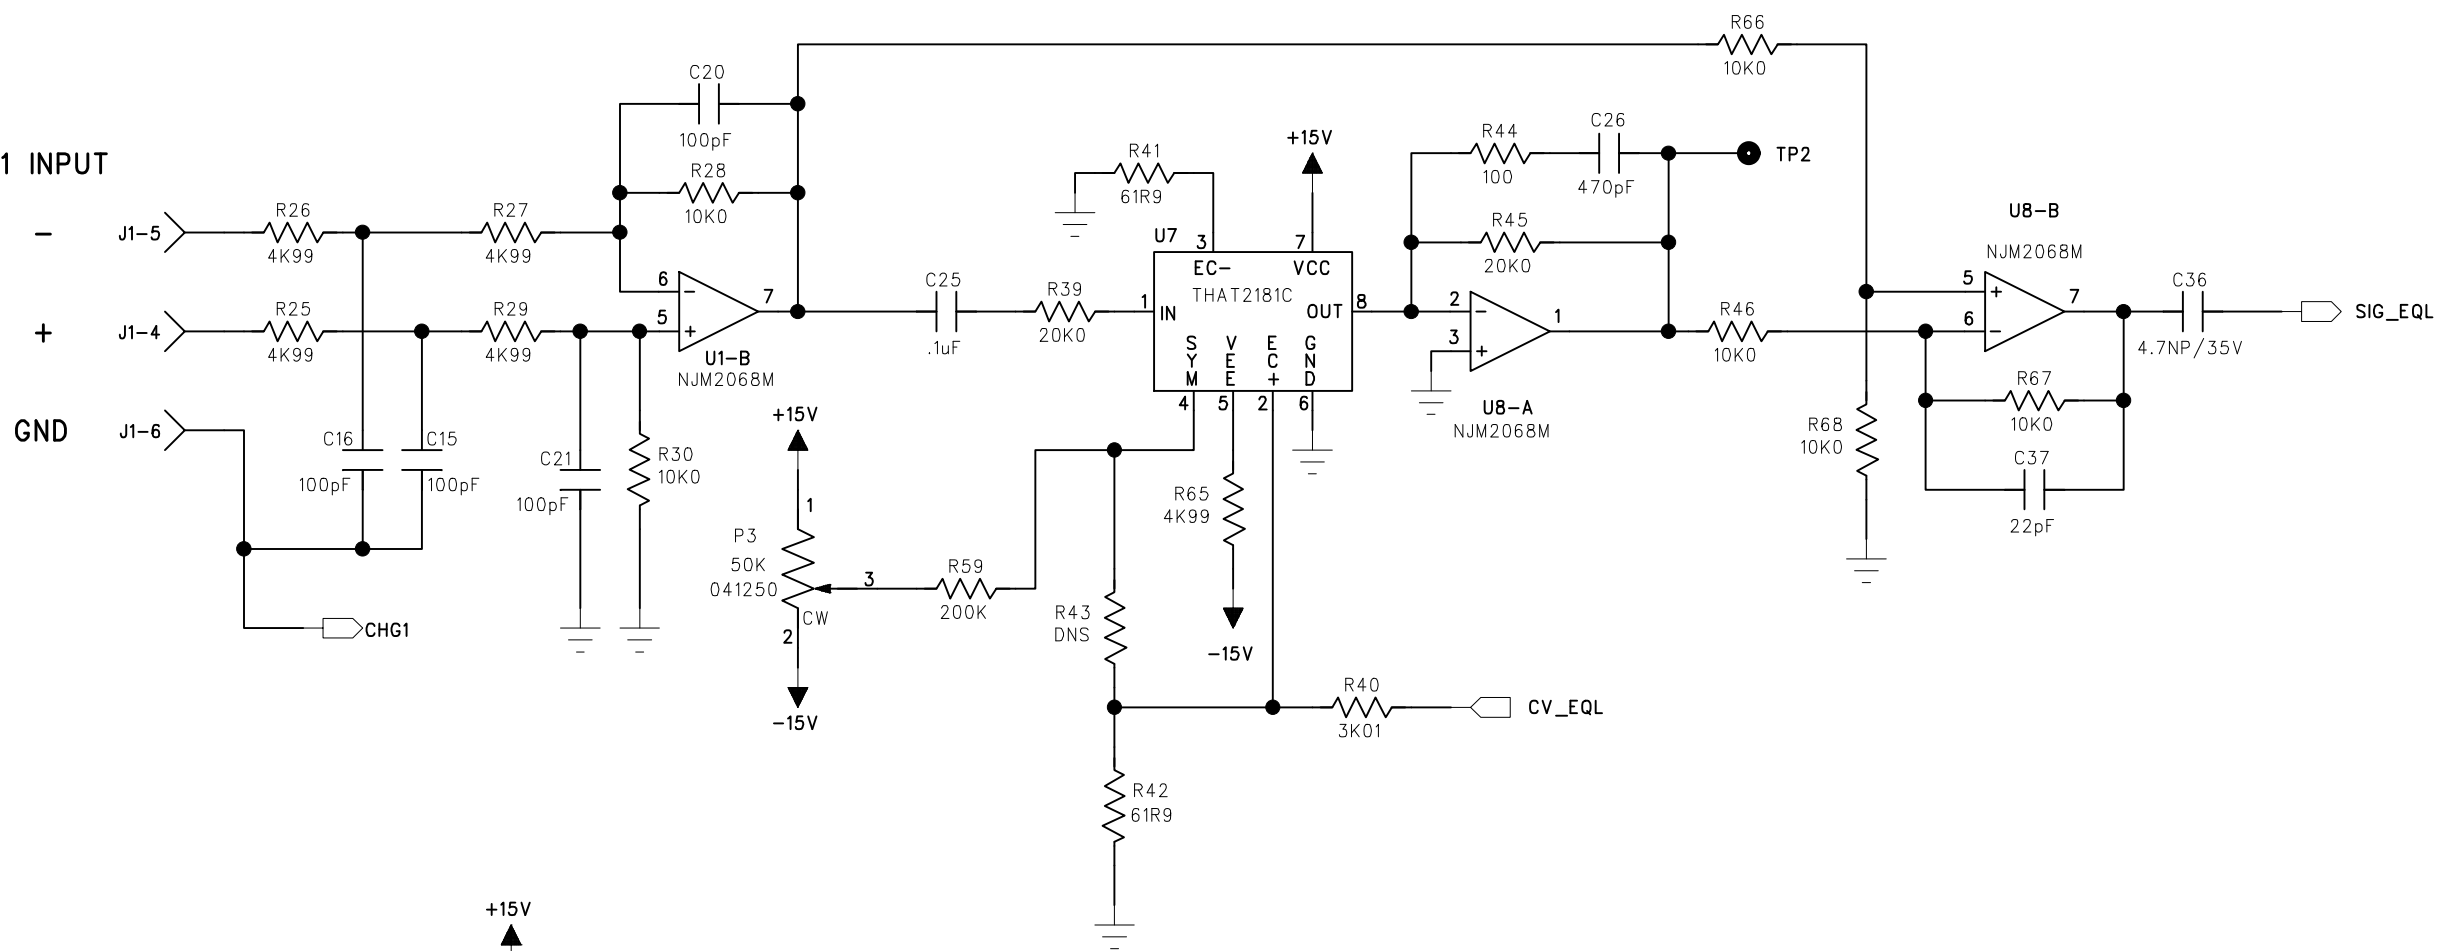 R66
10K0
C20
100pF
R28
10K0
1 INPUT
-
J1-5
R26
4K99
R27
4K99
+
J1-4
R25
4K99
R29
4K99
6
-
5
+
7
U1-B
NJM2068M
GND
J1-6
C16
100pF
C15
100pF
C21
100pF
R30
10K0
CHG1
C25
.1uF
R39
20K0
R41
61R9
+15V
U7
3
7
EC-
VCC
THAT2181C
1
IN
OUT
8
SYM
VEE
EC+
GND
4
5
2
6
R44
100
C26
470pF
TP2
R45
20K0
2
-
3
+
1
U8-A
NJM2068M
R46
10K0
U8-B
NJM2068M
5
+
6
-
7
C36
4.7NP/35V
SIG_EQL
R67
10K0
C37
22pF
R68
10K0
+15V
1
P3
50K
041250
CW
3
2
-15V
R59
200K
R43
DNS
R65
4K99
-15V
R40
3K01
CV_EQL
R42
61R9
+15V